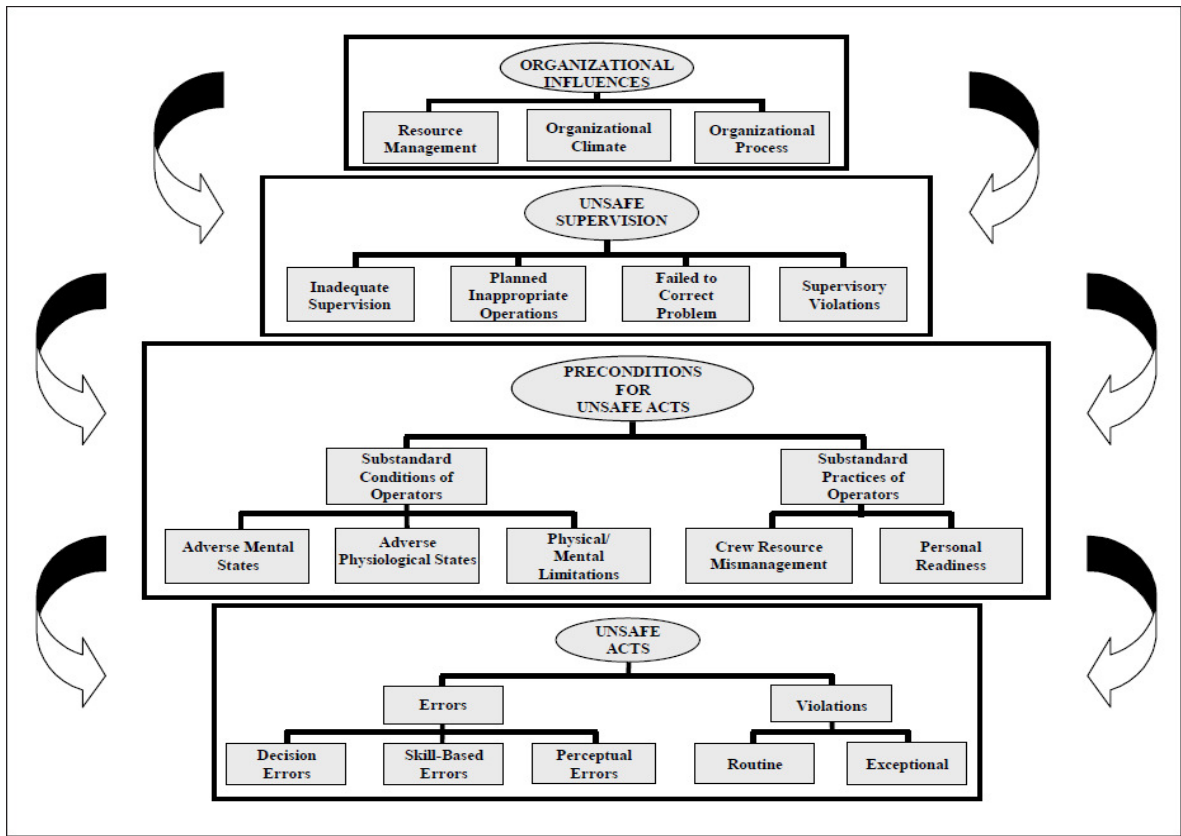 ORGANIZATIONAL
INFLUENCES
Resource
Management
Organizational
Climate
Organizational
Process
UNSAFE
SUPERVISION
Inadequate
Supervision
Planned
Inappropriate
Operations
Failed to
Correct
Problem
Supervisory
Violations
PRECONDITIONS
FOR
UNSAFE ACTS
Substandard
Conditions of
Operators
Substandard
Practices of
Operators
Adverse Mental
States
Adverse
Physiological States
Physical/
Mental
Limitations
Crew Resource
Mismanagement
Personal
Readiness
UNSAFE
ACTS
Errors
Violations
Decision
Errors
Skill-Based
Errors
Perceptual
Errors
Routine
Exceptional